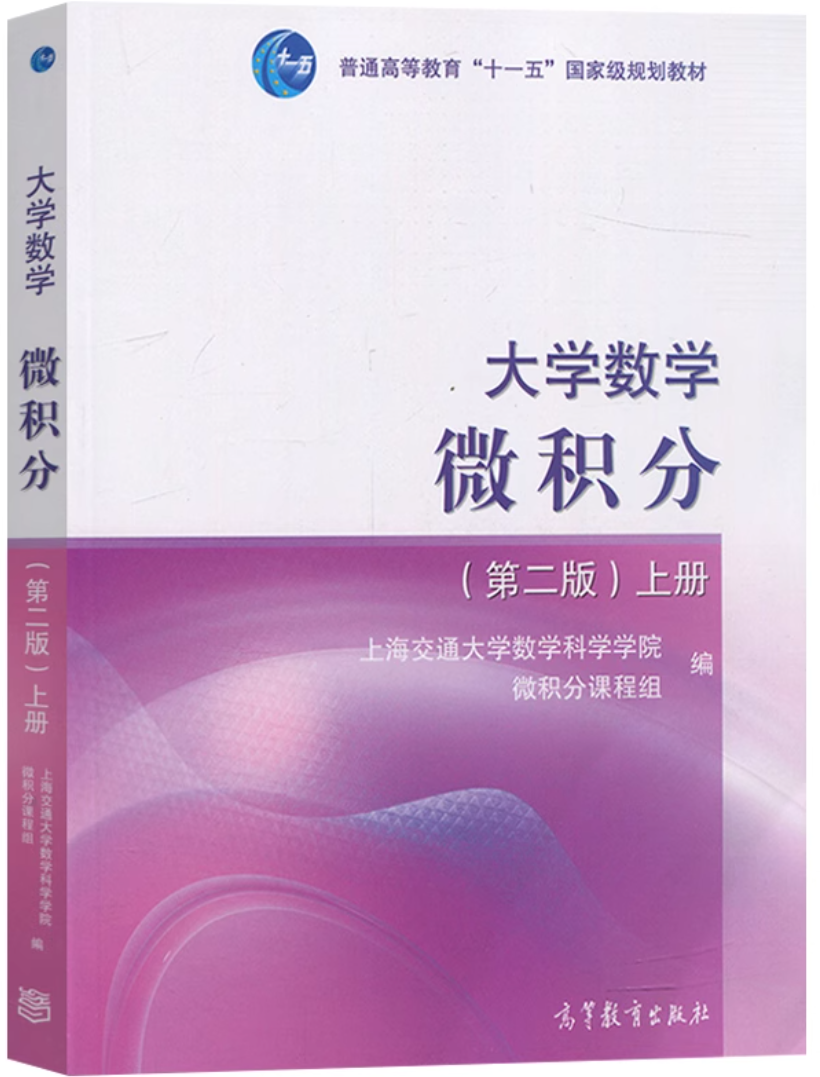 十一五
普通高等教育“十一五”国家级规划教材
大学数学
微积分
（第二版）上册
上海交通大学数学科学学院
微积分课程组
编
高等教育出版社
大学数学
微积分
（第二版）上册
上海交通大学数学科学学院
微积分课程组
编